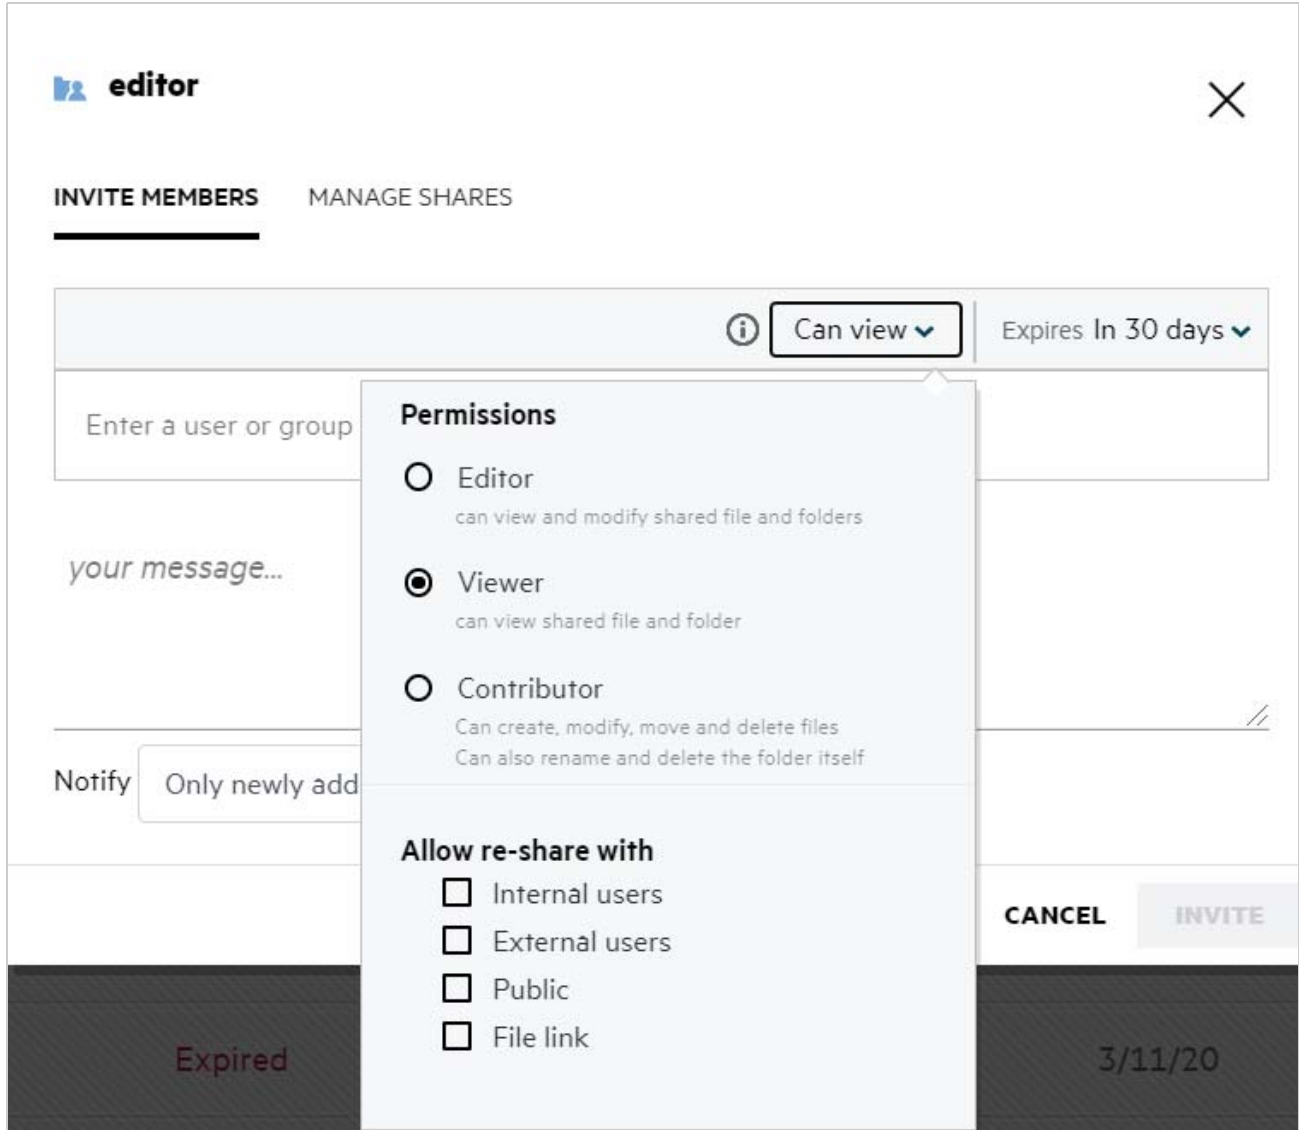 editor
INVITE MEMBERS MANAGE SHARES
Can view Expires In 30 days
Enter a user or group
Permissions
Editor
can view and modify shared file and folders
your message...
Viewer
can view shared file and folder
Contributor
Can create, modify, move and delete files
Can also rename and delete the folder itself
Notify Only newly add
Allow re-share with
Internal users
External users
Public
File link
CANCEL INVITE
Expired 3/11/20